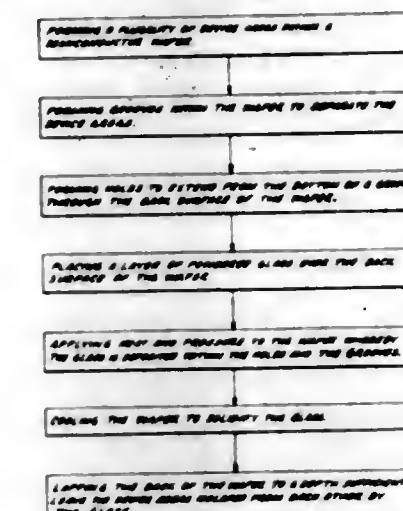 FORMING A PLURALITY OF DEVICE AREAS WITHIN A
SEMICONDUCTOR WAFER
FORMING GROOVES WITHIN THE WAFER TO SEPARATE THE
DEVICE AREAS.
FORMING HOLES TO EXTEND FROM THE BOTTOM OF A
THROUGH THE BACK SURFACE OF THE WAFER.
PLACING A LAYER OF POWDERED GLASS OVER THE BACK
SURFACE OF THE WAFER
APPLYING HEAT AND PRESSURE TO THE WAFER WHEREBY
THE GLASS IS DEPOSITED WITHIN THE HOLES AND THE GROOVES.
COOLING THE WAFER TO SOLIDIFY THE GLASS.
LAPPING THE BACK OF THE WAFER TO A DEPTH SUFFICIENT
LEAVE THE DEVICE AREAS ISOLATED FROM EACH OTHER BY
THE GLASS